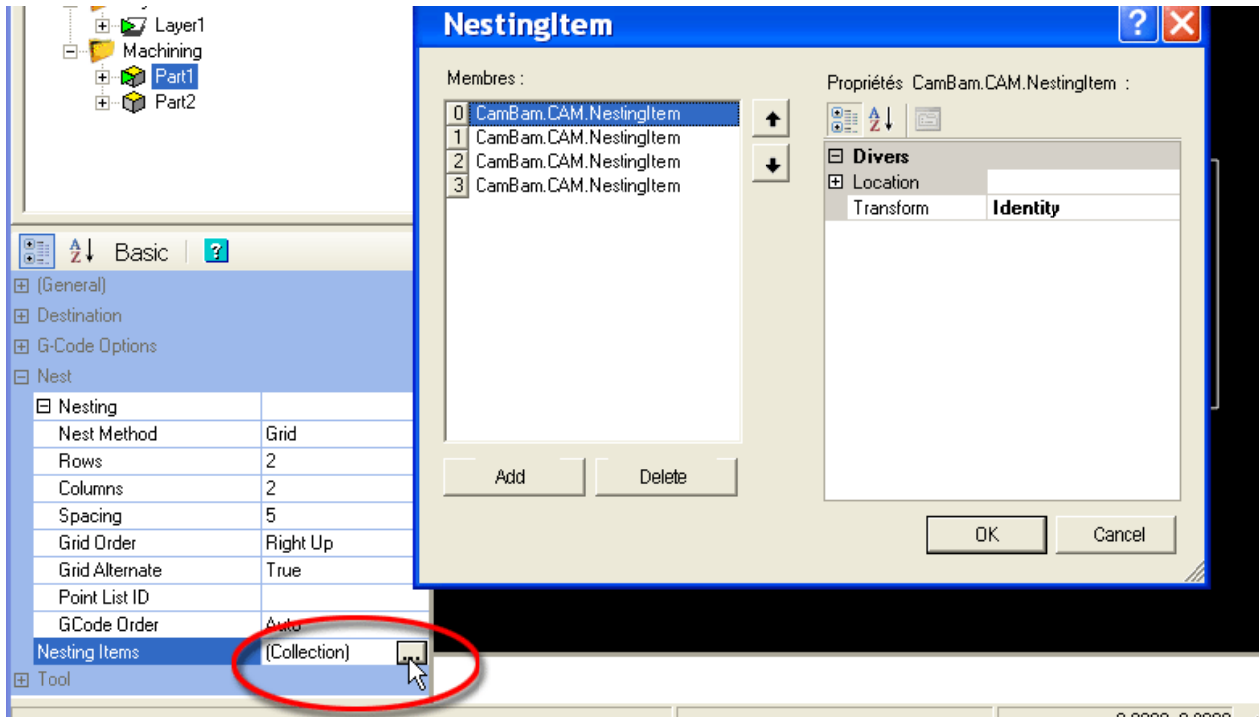 Layer1
Machining
Part1
Part2
Basic
(General)
Destination
G-Code Options
Nest
Nesting
Nest Method Grid
Rows 2
Columns 2
Spacing 5
Grid Order Right Up
Grid Alternate True
Point List ID
GCode Order Auto
Nesting Items (Collection) ...
Tool
NestingItem
Membres :
0 CamBam.CAM.NestingItem
1 CamBam.CAM.NestingItem
2 CamBam.CAM.NestingItem
3 CamBam.CAM.NestingItem
Add Delete
Propriétés CamBam.CAM.NestingItem :
Divers
Location
Transform Identity
OK Cancel